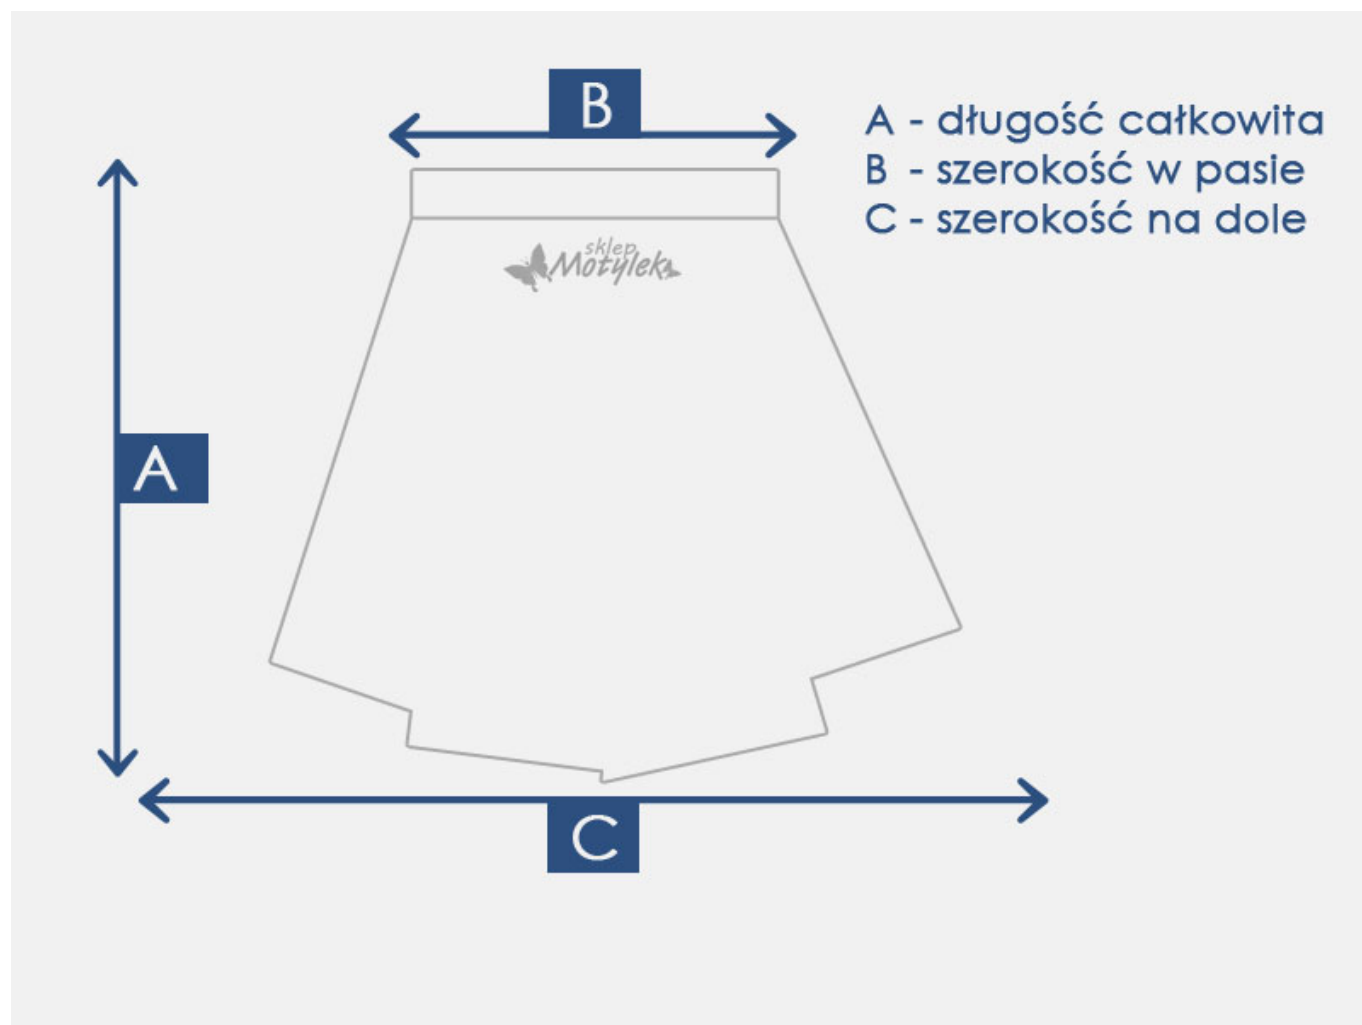 B
A - długość całkowita
B - szerokość w pasie
C - szerokość na dole
sklep
Motylek
A
C